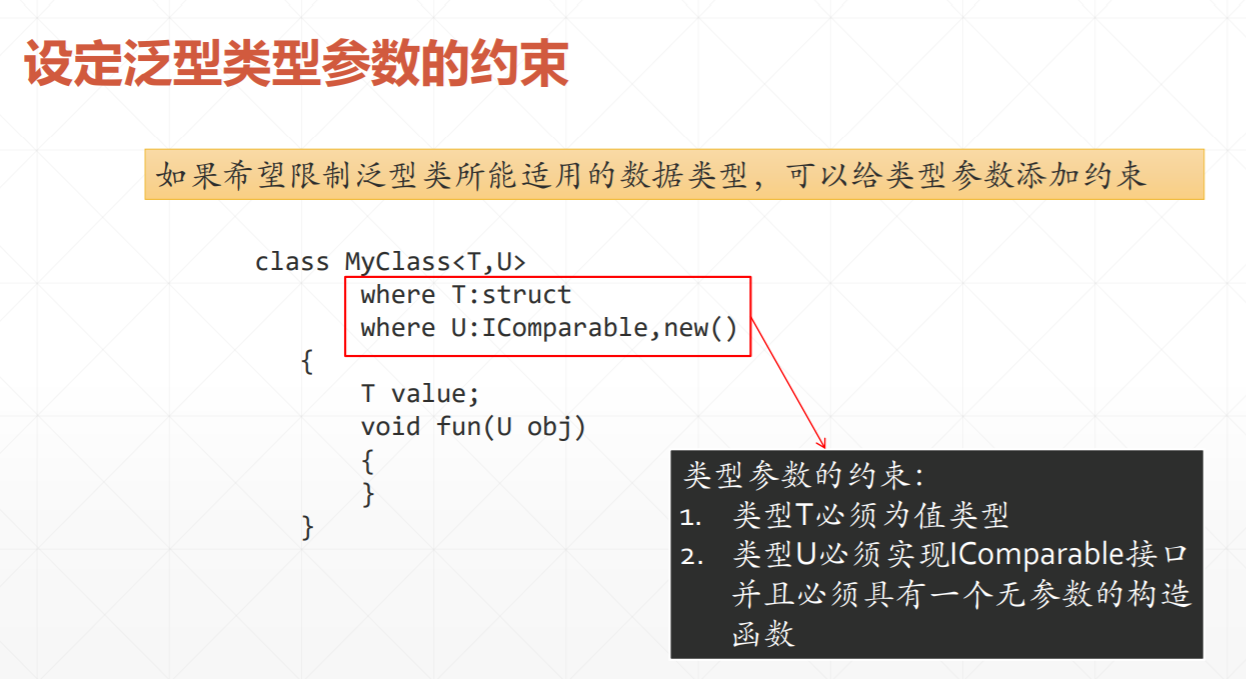 设定泛型类型参数的约束
如果希望限制泛型类所能适用的数据类型，可以给类型参数添加约束
class MyClass<T,U>
where T:struct
where U:IComparable,new()
{
T value;
void fun(U obj)
{
}
}
类型参数的约束：
1. 类型T必须为值类型
2. 类型U必须实现IComparable接口
并且必须具有一个无参数的构造
函数